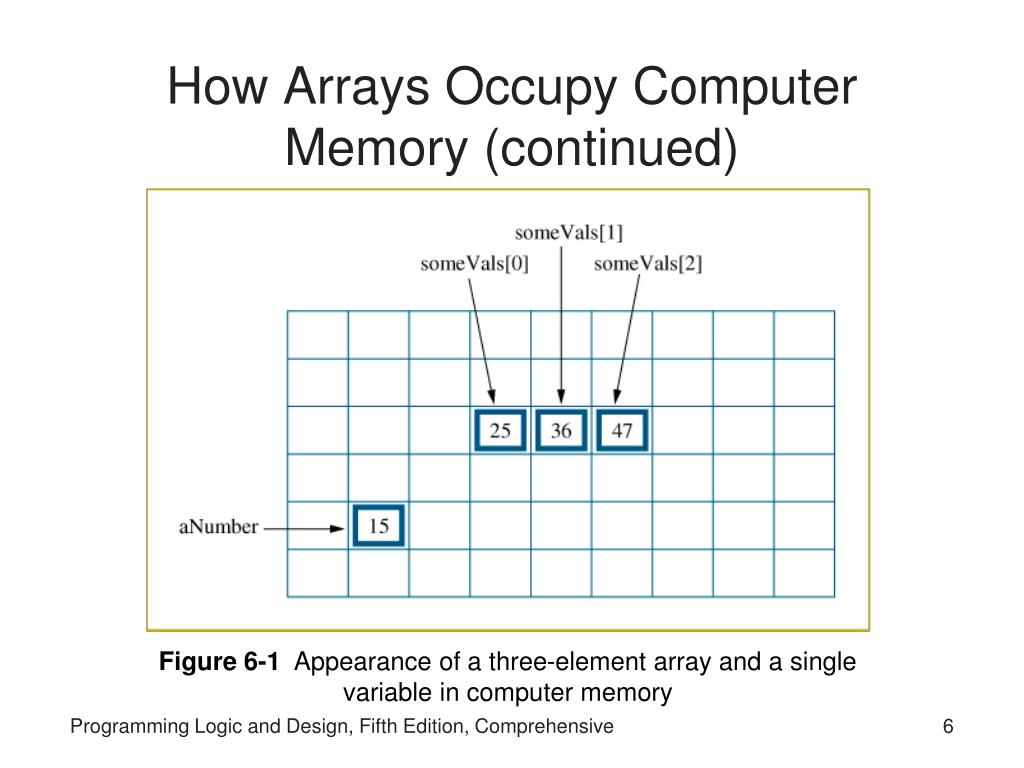 How Arrays Occupy Computer
Memory (continued)
someVals[1]
someVals[0]
someVals[2]
25
36
47
aNumber
15
Figure 6-1 Appearance of a three-element array and a single
variable in computer memory
Programming Logic and Design, Fifth Edition, Comprehensive
6